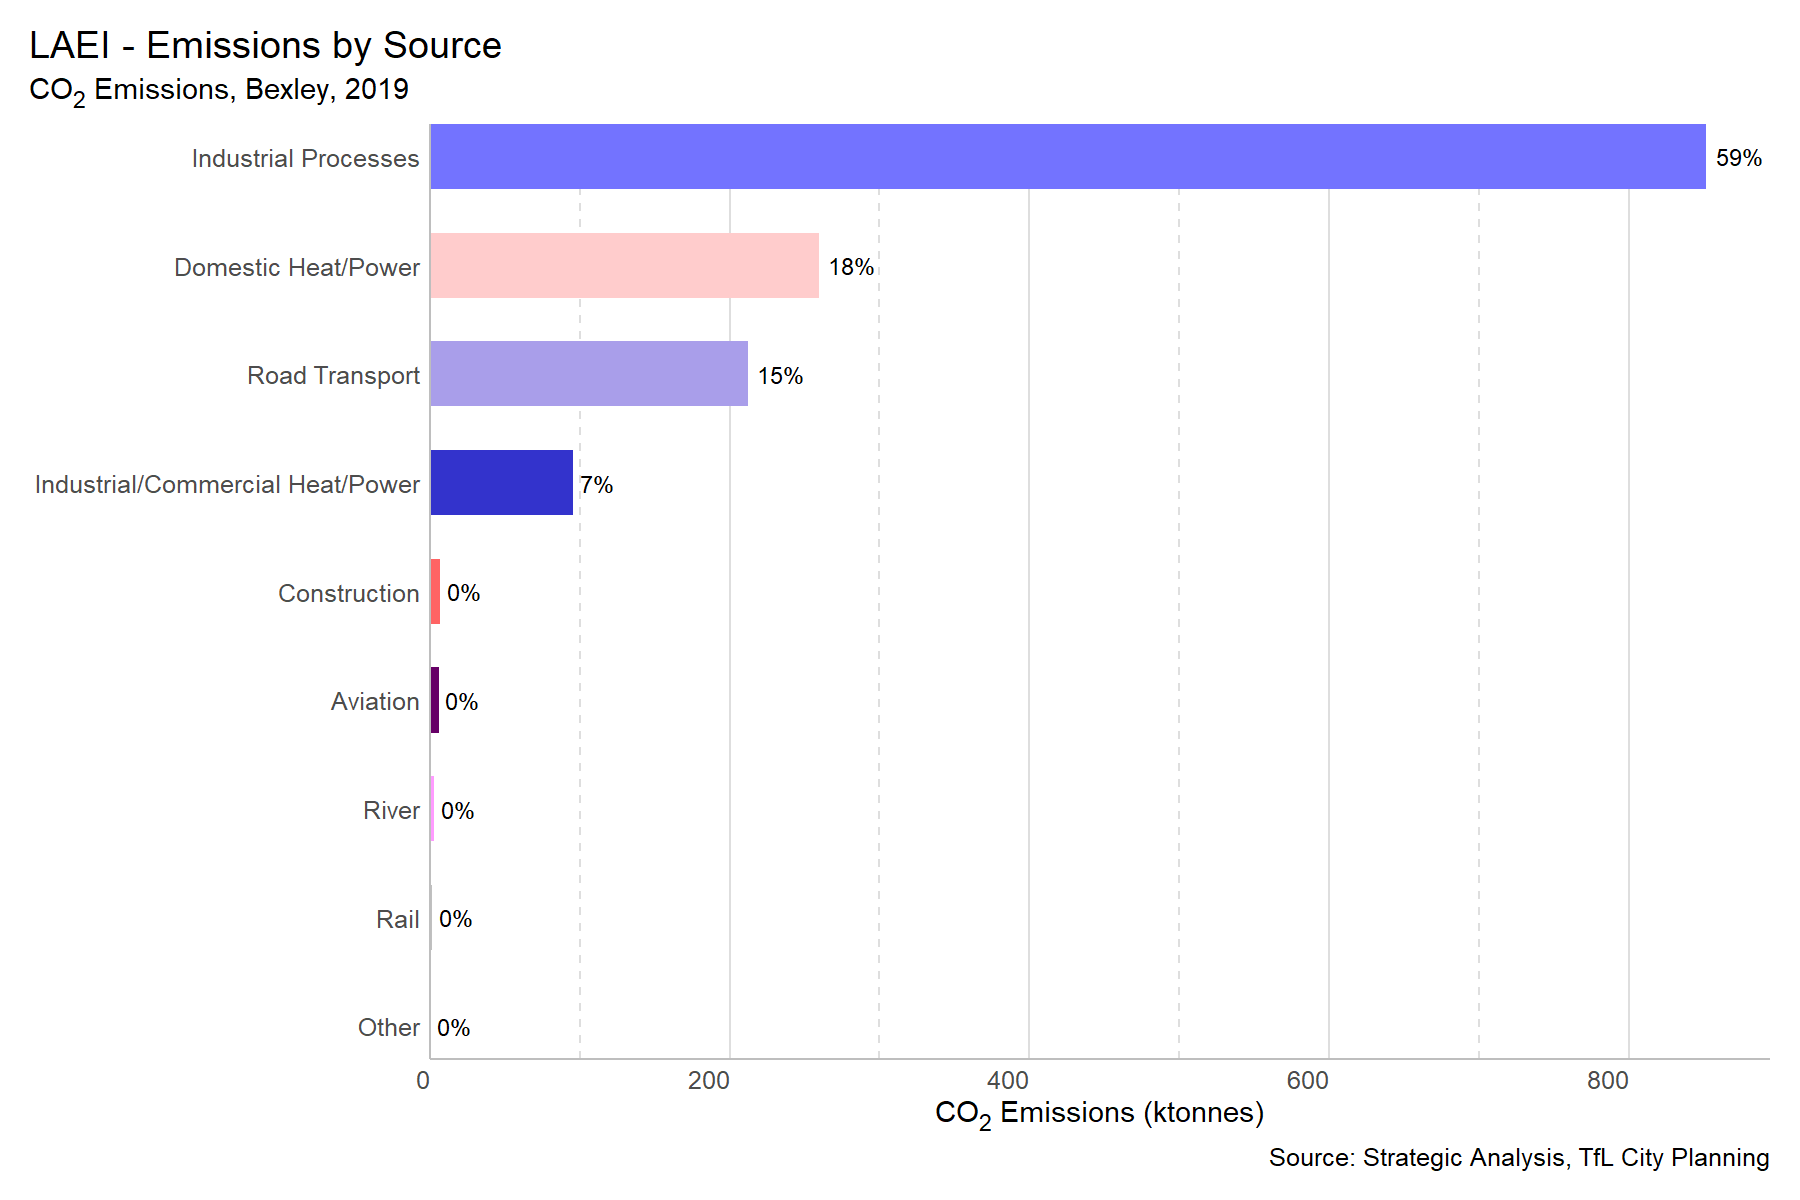 LAEI - Emissions by Source
CO₂ Emissions, Bexley, 2019
Industrial Processes 59%
Domestic Heat/Power 18%
Road Transport 15%
Industrial/Commercial Heat/Power 7%
Construction 0%
Aviation 0%
River 0%
Rail 0%
Other 0%
0 200 400 600 800
CO₂ Emissions (ktonnes)
Source: Strategic Analysis, TfL City Planning